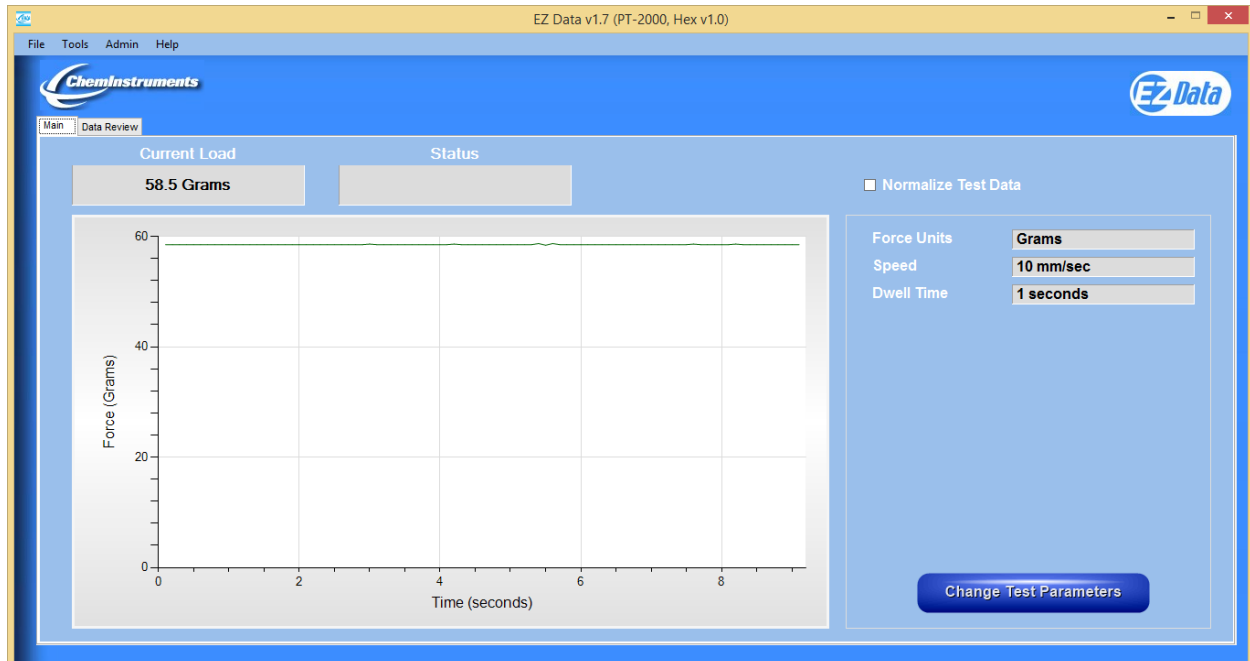 EZ Data v1.7 (PT-2000, Hex v1.0)
File Tools Admin Help
ChemInstruments
EZ Data
Main Data Review
Current Load Status
58.5 Grams
Normalize Test Data
Force Units Grams
Speed 10 mm/sec
Dwell Time 1 seconds
60
40
20
0
Force (Grams)
0 2 4 6 8
Time (seconds)
Change Test Parameters